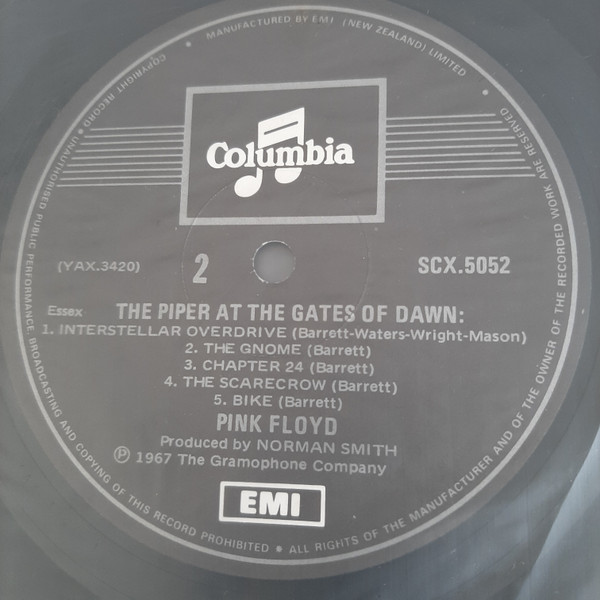 MANUFACTURED BY EMI (NEW ZEALAND) LIMITED
COPYRIGHT RECORD • UNAUTHORISED PUBLIC PERFORMANCE, BROADCASTING AND COPYING OF THIS RECORD PROHIBITED • ALL RIGHTS OF THE MANUFACTURER AND OF THE OWNER OF THE RECORDED WORK ARE RESERVED
Columbia
(YAX.3420) 2 SCX.5052
Essex THE PIPER AT THE GATES OF DAWN:
1. INTERSTELLAR OVERDRIVE (Barrett-Waters-Wright-Mason)
2. THE GNOME (Barrett)
3. CHAPTER 24 (Barrett)
4. THE SCARECROW (Barrett)
5. BIKE (Barrett)
PINK FLOYD
Produced by NORMAN SMITH
Ⓟ 1967 The Gramophone Company
EMI